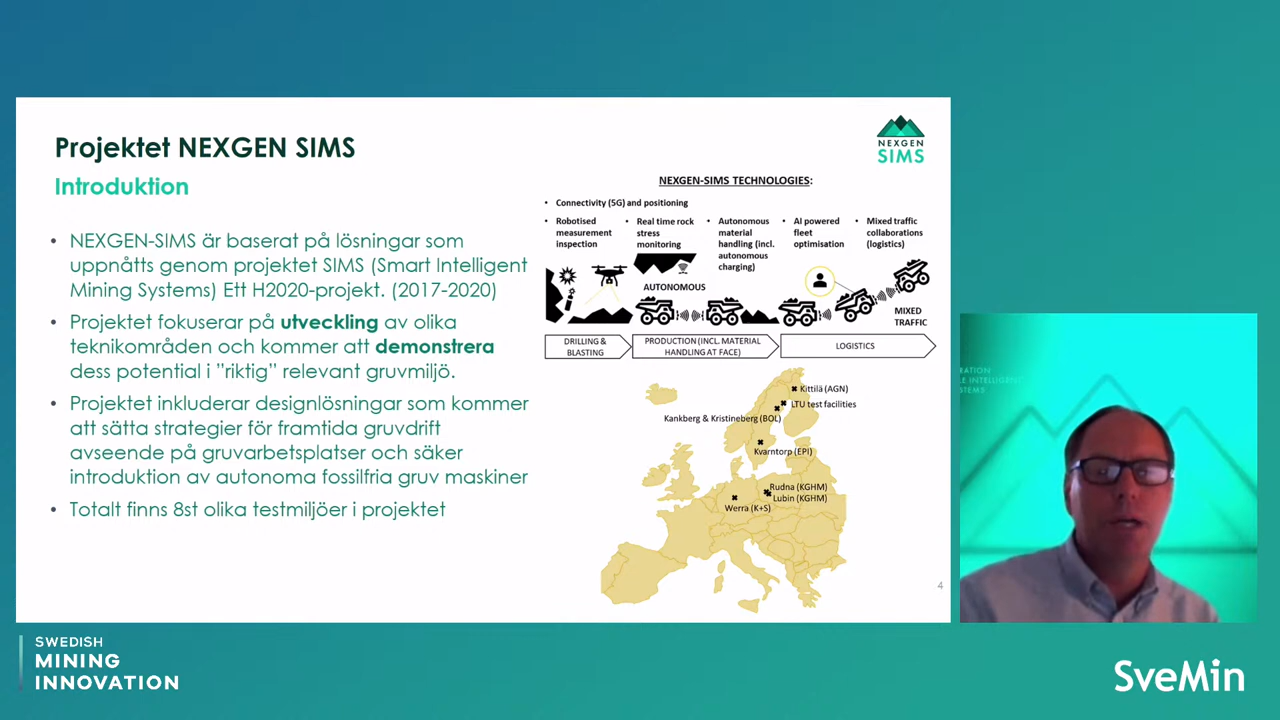 Projektet NEXGEN SIMS
Introduktion
• NEXGEN-SIMS är baserat på lösningar som
uppnåtts genom projektet SIMS (Smart Intelligent
Mining Systems) Ett H2020-projekt. (2017-2020)
• Projektet fokuserar på utveckling av olika
teknikområden och kommer att demonstrera
dess potential i ”riktig” relevant gruvmiljö.
• Projektet inkluderar designlösningar som kommer
att sätta strategier för framtida gruvdrift
avseende på gruvarbetsplatser och säker
introduktion av autonoma fossilfria gruv maskiner
• Totalt finns 8st olika testmiljöer i projektet
NEXGEN
SIMS
NEXGEN-SIMS TECHNOLOGIES:
• Connectivity (5G) and positioning
• Robotised
measurement
inspection
• Real time rock
stress
monitoring
• Autonomous
material
handling (incl.
autonomous
charging)
• AI powered
fleet
optimisation
• Mixed traffic
collaborations
(logistics)
AUTONOMOUS
MIXED
TRAFFIC
DRILLING &
BLASTING
PRODUCTION (INCL. MATERIAL
HANDLING AT FACE)
LOGISTICS
Kittilä (AGN)
LTU test facilities
Kankberg & Kristineberg (BOL)
Kvarntorp (EPI)
Rudna (KGHM)
Lubin (KGHM)
Werra (K+S)
4
RATION
LE INTELLIGENT
STEMS
SWEDISH
MINING
INNOVATION
SveMin